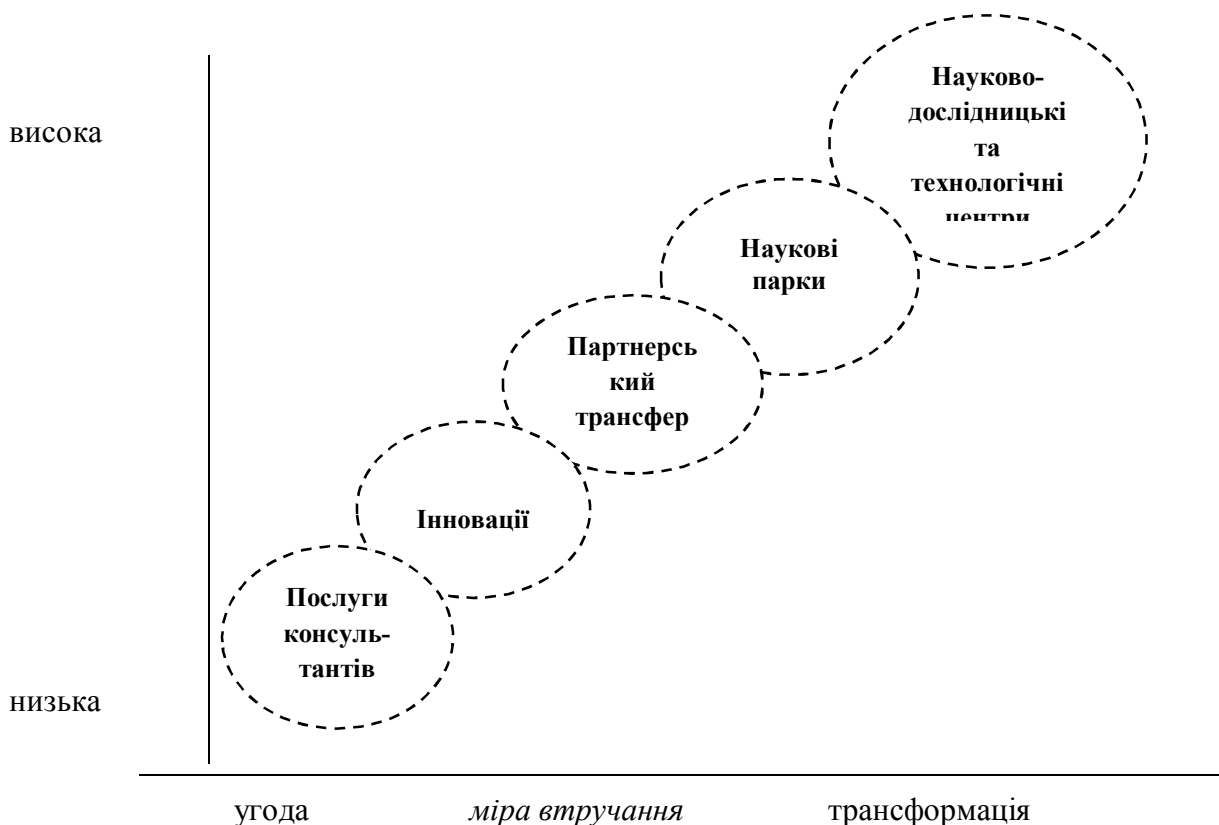 висока
Науково-
дослідницькі
та
технологічні
центри
Наукові
парки
Партнерсь
кий
трансфер
Інновації
Послуги
консуль-
тантів
низька
угода міра втручання трансформація